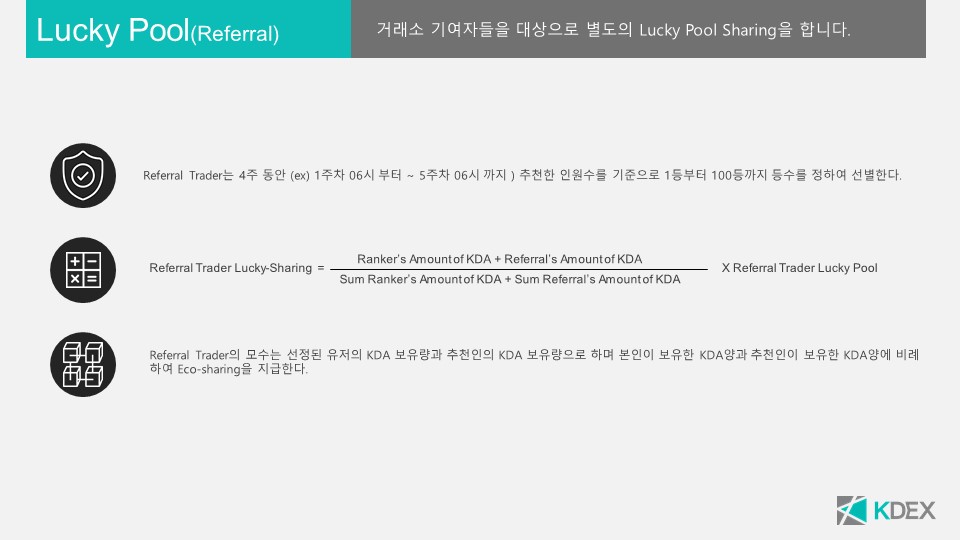 Lucky Pool(Referral)
거래소 기여자들을 대상으로 별도의 Lucky Pool Sharing을 합니다.
Referral Trader는 4주 동안 (ex) 1주차 06시 부터 ~ 5주차 06시 까지 ) 추천한 인원수를 기준으로 1등부터 100등까지 등수를 정하여 선별한다.
Ranker's Amount of KDA + Referral's Amount of KDA
Referral Trader Lucky-Sharing =
X Referral Trader Lucky Pool
Sum Ranker's Amount of KDA + Sum Referral's Amount of KDA
Referral Trader의 모수는 선정된 유저의 KDA 보유량과 추천인의 KDA 보유량으로 하며 본인이 보유한 KDA양과 추천인이 보유한 KDA양에 비례
하여 Eco-sharing을 지급한다.
KDEX